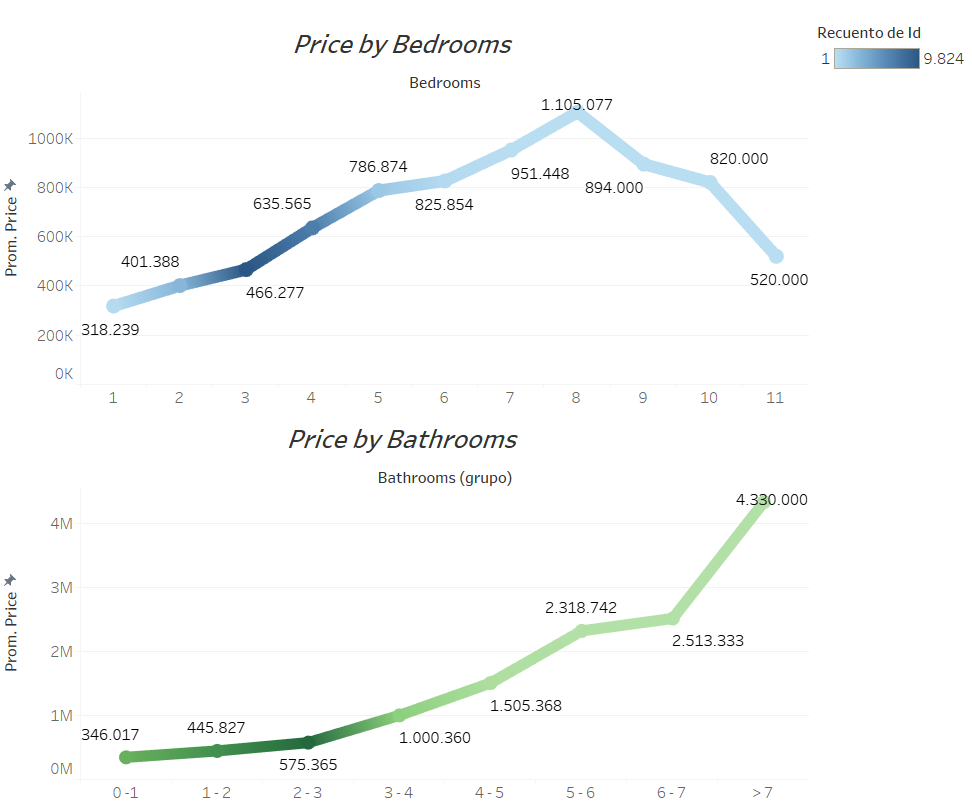 Price by Bedrooms
Recuento de Id
1 9.824
Bedrooms
Prom. Price
1000K
800K
600K
400K
200K
0K
318.239
401.388
466.277
635.565
786.874
825.854
951.448
1.105.077
894.000
820.000
520.000
1 2 3 4 5 6 7 8 9 10 11
Price by Bathrooms
Bathrooms (grupo)
Prom. Price
4M
3M
2M
1M
0M
346.017
445.827
575.365
1.000.360
1.505.368
2.318.742
2.513.333
4.330.000
0 - 1 1 - 2 2 - 3 3 - 4 4 - 5 5 - 6 6 - 7 > 7